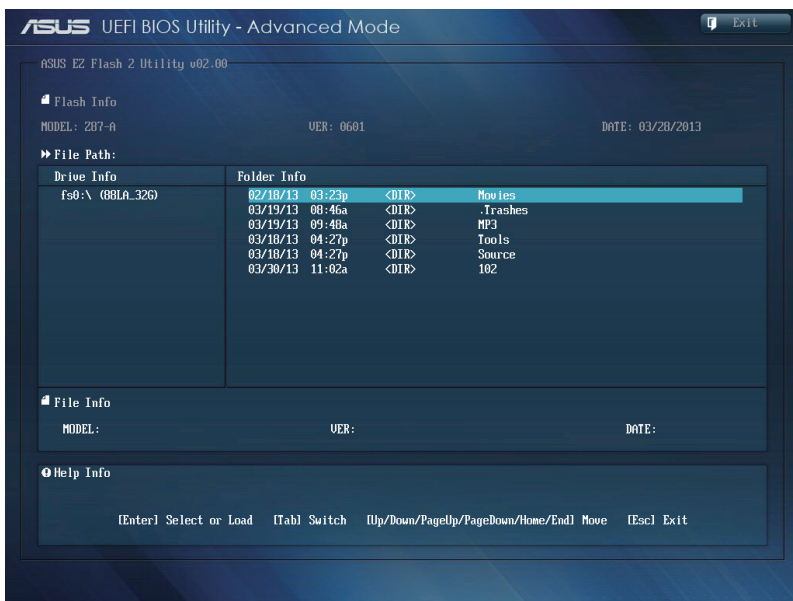 ASUS UEFI BIOS Utility - Advanced Mode
Exit
ASUS EZ Flash 2 Utility v02.00
Flash Info
MODEL: Z87-A VER: 0601 DATE: 03/28/2013
File Path:
Drive Info Folder Info
fs0:\ (88LA_32G) 02/18/13 03:23p <DIR> Movies
03/19/13 08:46a <DIR> .Trashes
03/19/13 09:48a <DIR> MP3
03/18/13 04:27p <DIR> Tools
03/18/13 04:27p <DIR> Source
03/30/13 11:02a <DIR> 102
File Info
MODEL: VER: DATE:
Help Info
[Enter] Select or Load [Tab] Switch [Up/Down/PageUp/PageDown/Home/End] Move [Esc] Exit